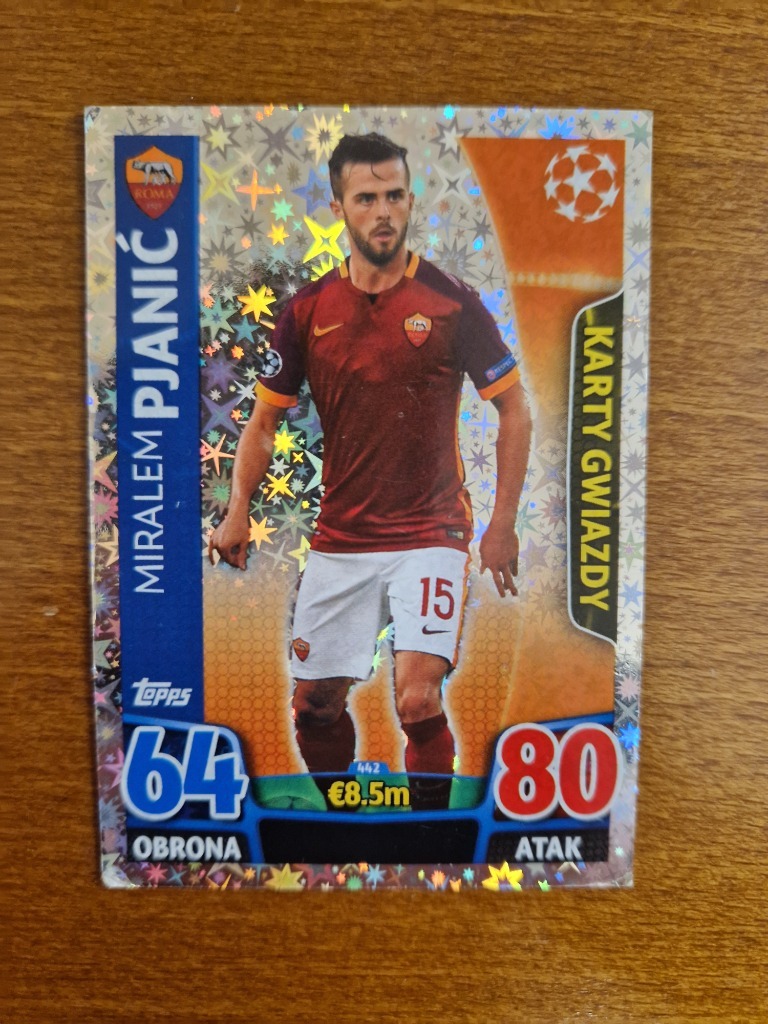 ROMA
MIRALEM PJANIĆ
KARTY GWIAZDY
15
TOPPS
64
OBRONA
442
€8.5m
80
ATAK